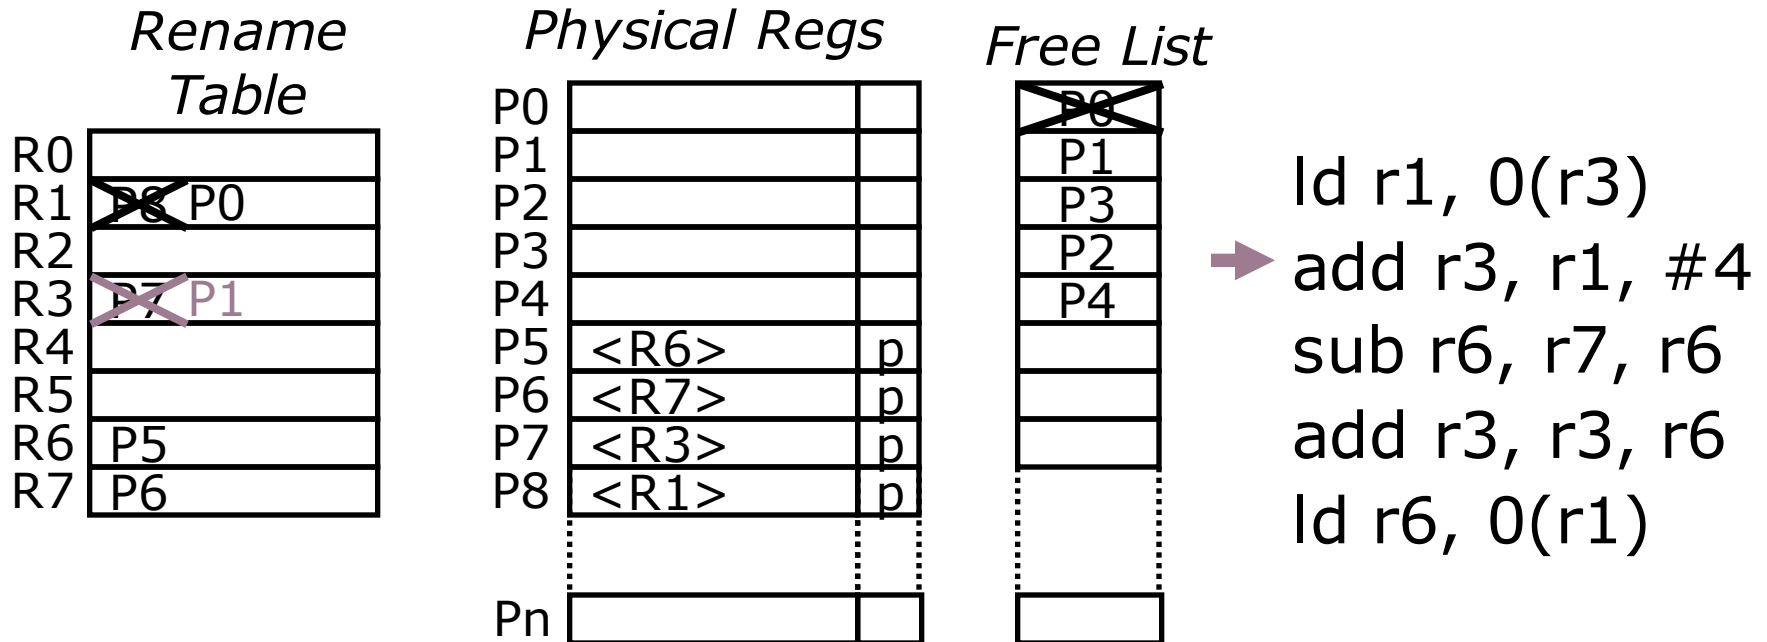 Rename
Table
R0
R1 P8 P0
R2
R3 P7 P1
R4
R5
R6 P5
R7 P6
Physical Regs
P0
P1
P2
P3
P4
P5 <R6> p
P6 <R7> p
P7 <R3> p
P8 <R1> p
Pn
Free List
P0
P1
P3
P2
P4
ld r1, 0(r3)
add r3, r1, #4
sub r6, r7, r6
add r3, r3, r6
ld r6, 0(r1)